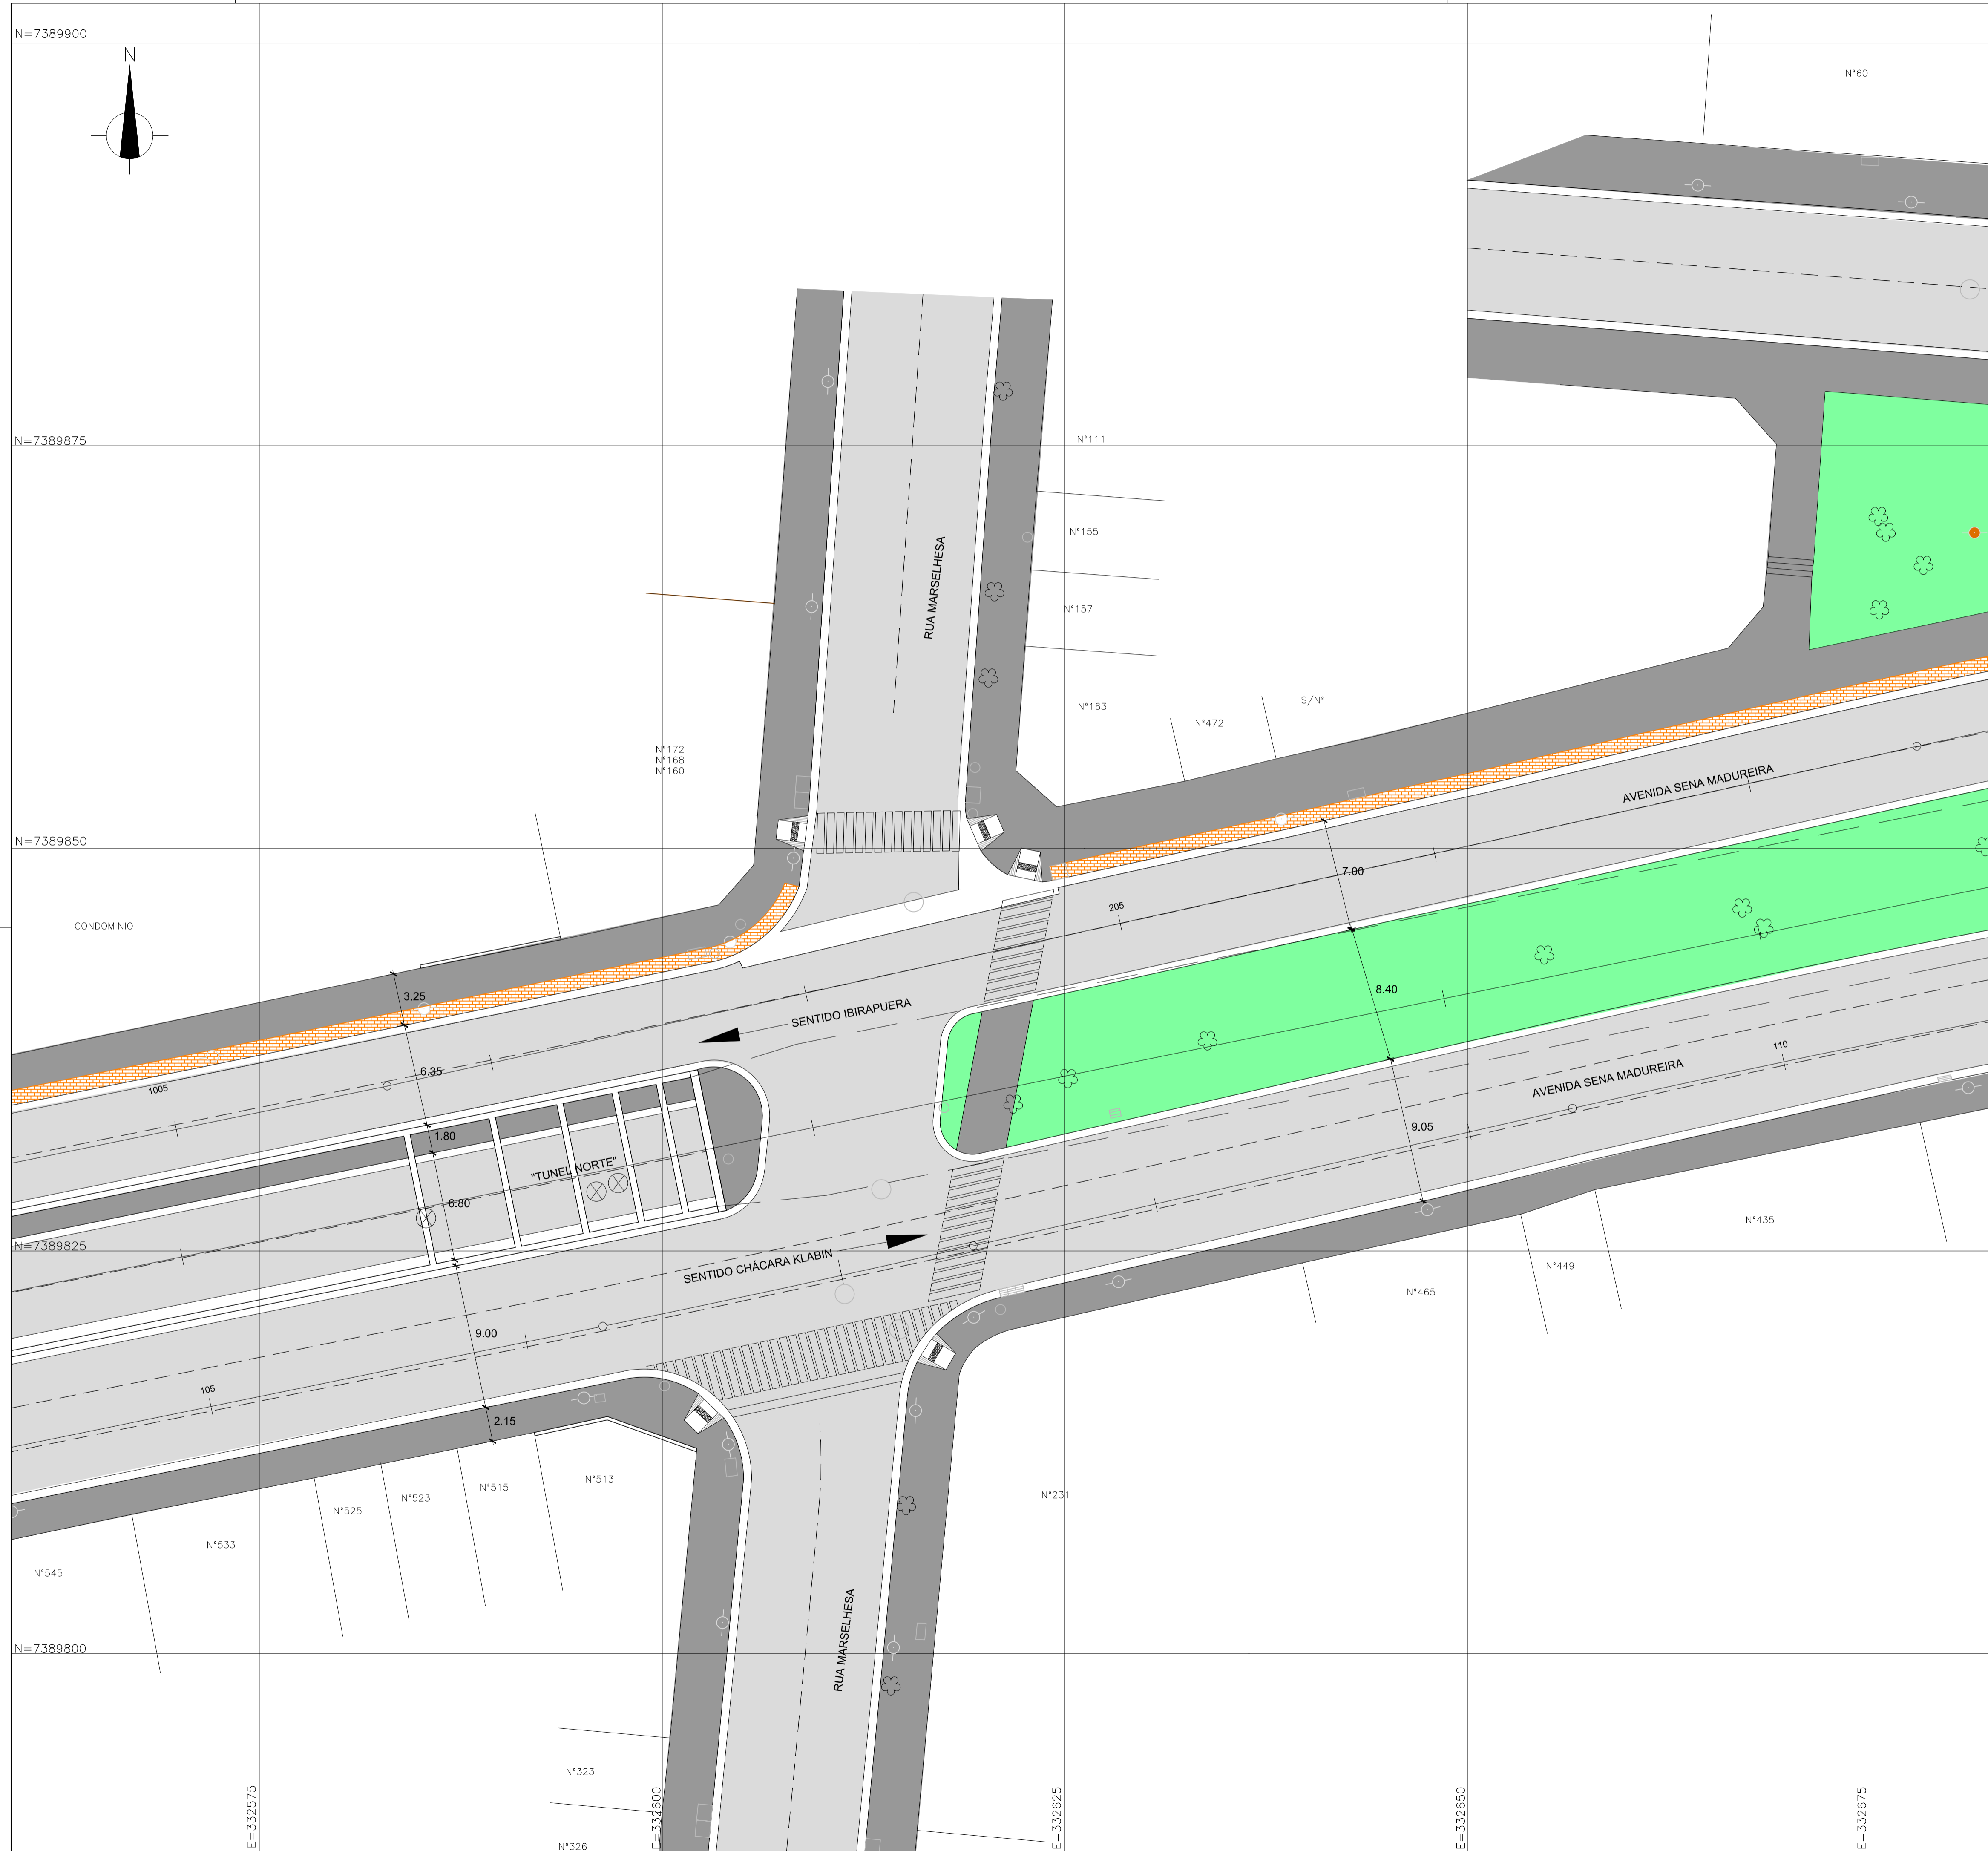 N=7389900
N
N°60
N=7389875
N°111
N°155
RUA MARSELHESA
N°157
N°163
S/N°
N°472
N°172
N°168
N°160
AVENIDA SENA MADUREIRA
N=7389850
7.00
205
CONDOMINIO
3.25
8.40
SENTIDO IBIRAPUERA
6.35
1005
110
AVENIDA SENA MADUREIRA
9.05
1.80
"TUNEL NORTE"
6.80
N°435
N=7389825
SENTIDO CHÁCARA KLABIN
N°449
N°465
9.00
105
2.15
N°513
N°515
N°523
N°525
N°231
N°533
N°545
RUA MARSELHESA
N=7389800
N°323
N°326
E=332575
E=332600
E=332625
E=332650
E=332675